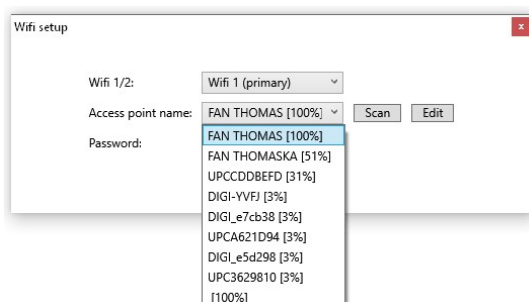 Wifi setup x
Wifi 1/2: Wifi 1 (primary)
Access point name: FAN THOMAS [100%] Scan Edit
Password:
FAN THOMAS [100%]
FAN THOMASKA [51%]
UPCCDDBEFD [31%]
DIGI-YVFJ [3%]
DIGI_e7cb38 [3%]
UPCA621D94 [3%]
DIGI_e5d298 [3%]
UPC3629810 [3%]
[100%]